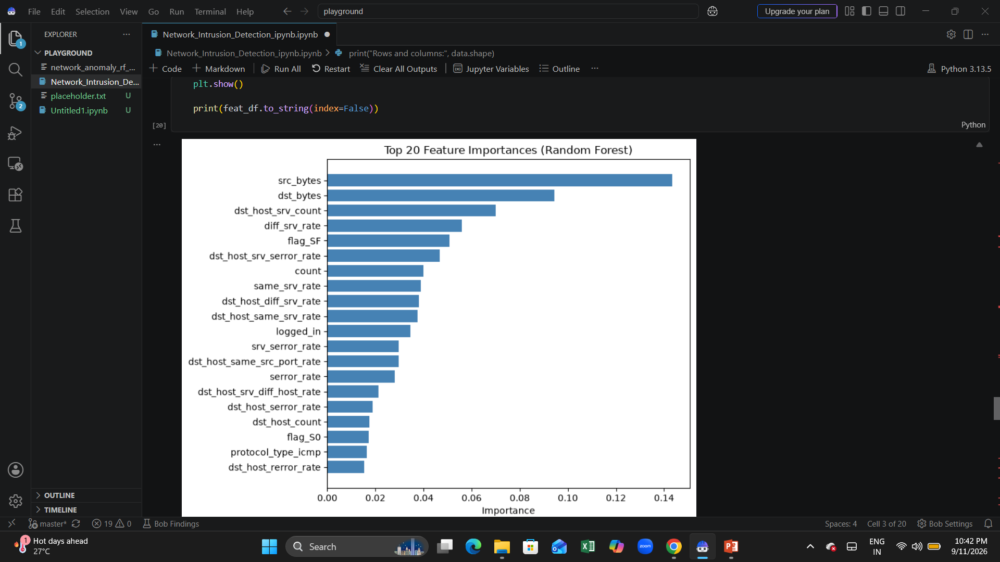 File Edit Selection View Go Run Terminal Help
playground
Upgrade your plan
1
2
EXPLORER
PLAYGROUND
network_anomaly_rf_...
Network_Intrusion_De...
placeholder.txt U
Untitled1.ipynb U
OUTLINE
TIMELINE
Network_Intrusion_Detection_ipynb.ipynb
Network_Intrusion_Detection_ipynb.ipynb > print("Rows and columns:", data.shape)
+ Code + Markdown Run All Restart Clear All Outputs Jupyter Variables Outline ...
Python 3.13.5
plt.show()
print(feat_df.to_string(index=False))
[20]
Python
Top 20 Feature Importances (Random Forest)
src_bytes
dst_bytes
dst_host_srv_count
diff_srv_rate
flag_SF
dst_host_srv_serror_rate
count
same_srv_rate
dst_host_diff_srv_rate
dst_host_same_srv_rate
logged_in
srv_serror_rate
dst_host_same_src_port_rate
serror_rate
dst_host_srv_diff_host_rate
dst_host_serror_rate
dst_host_count
flag_S0
protocol_type_icmp
dst_host_rerror_rate
0.00 0.02 0.04 0.06 0.08 0.10 0.12 0.14
Importance
master* 19 0 Bob Findings
Spaces: 4 Cell 3 of 20 Bob Settings
1
Hot days ahead
27°C
Search
zoom
ENG
IN
10:42 PM
9/11/2026